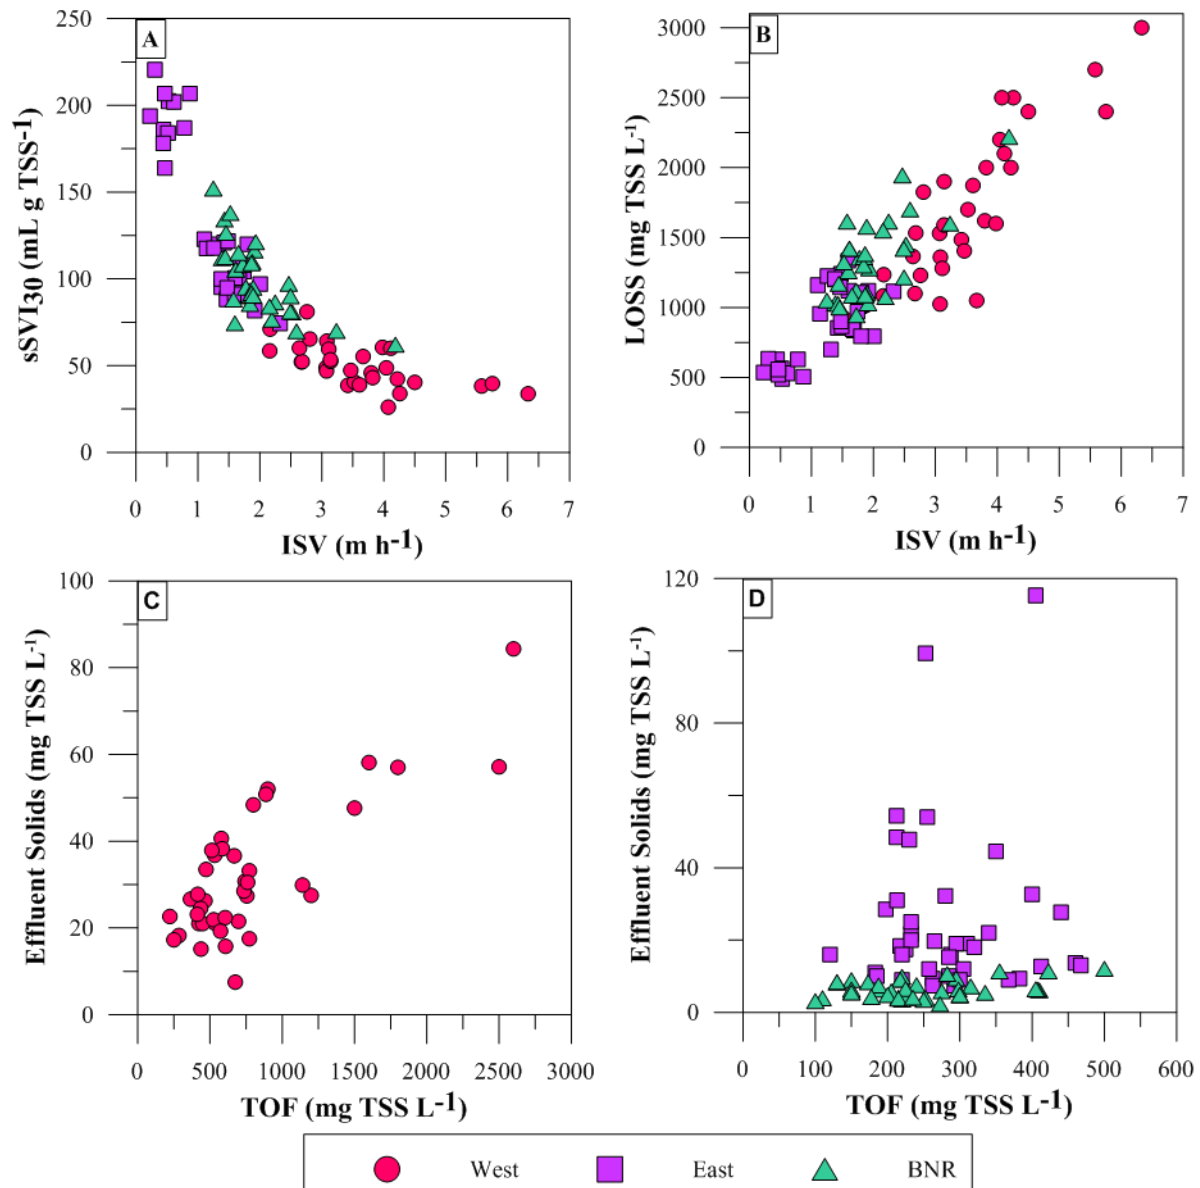 A
250
200
150
100
50
0
sSVI30 (mL g TSS-1)
0 1 2 3 4 5 6 7
ISV (m h-1)
B
3000
2500
2000
1500
1000
500
0
LOSS (mg TSS L-1)
0 1 2 3 4 5 6 7
ISV (m h-1)
C
100
80
60
40
20
0
Effluent Solids (mg TSS L-1)
0 500 1000 1500 2000 2500 3000
TOF (mg TSS L-1)
D
120
80
40
0
Effluent Solids (mg TSS L-1)
0 100 200 300 400 500 600
TOF (mg TSS L-1)
West East BNR